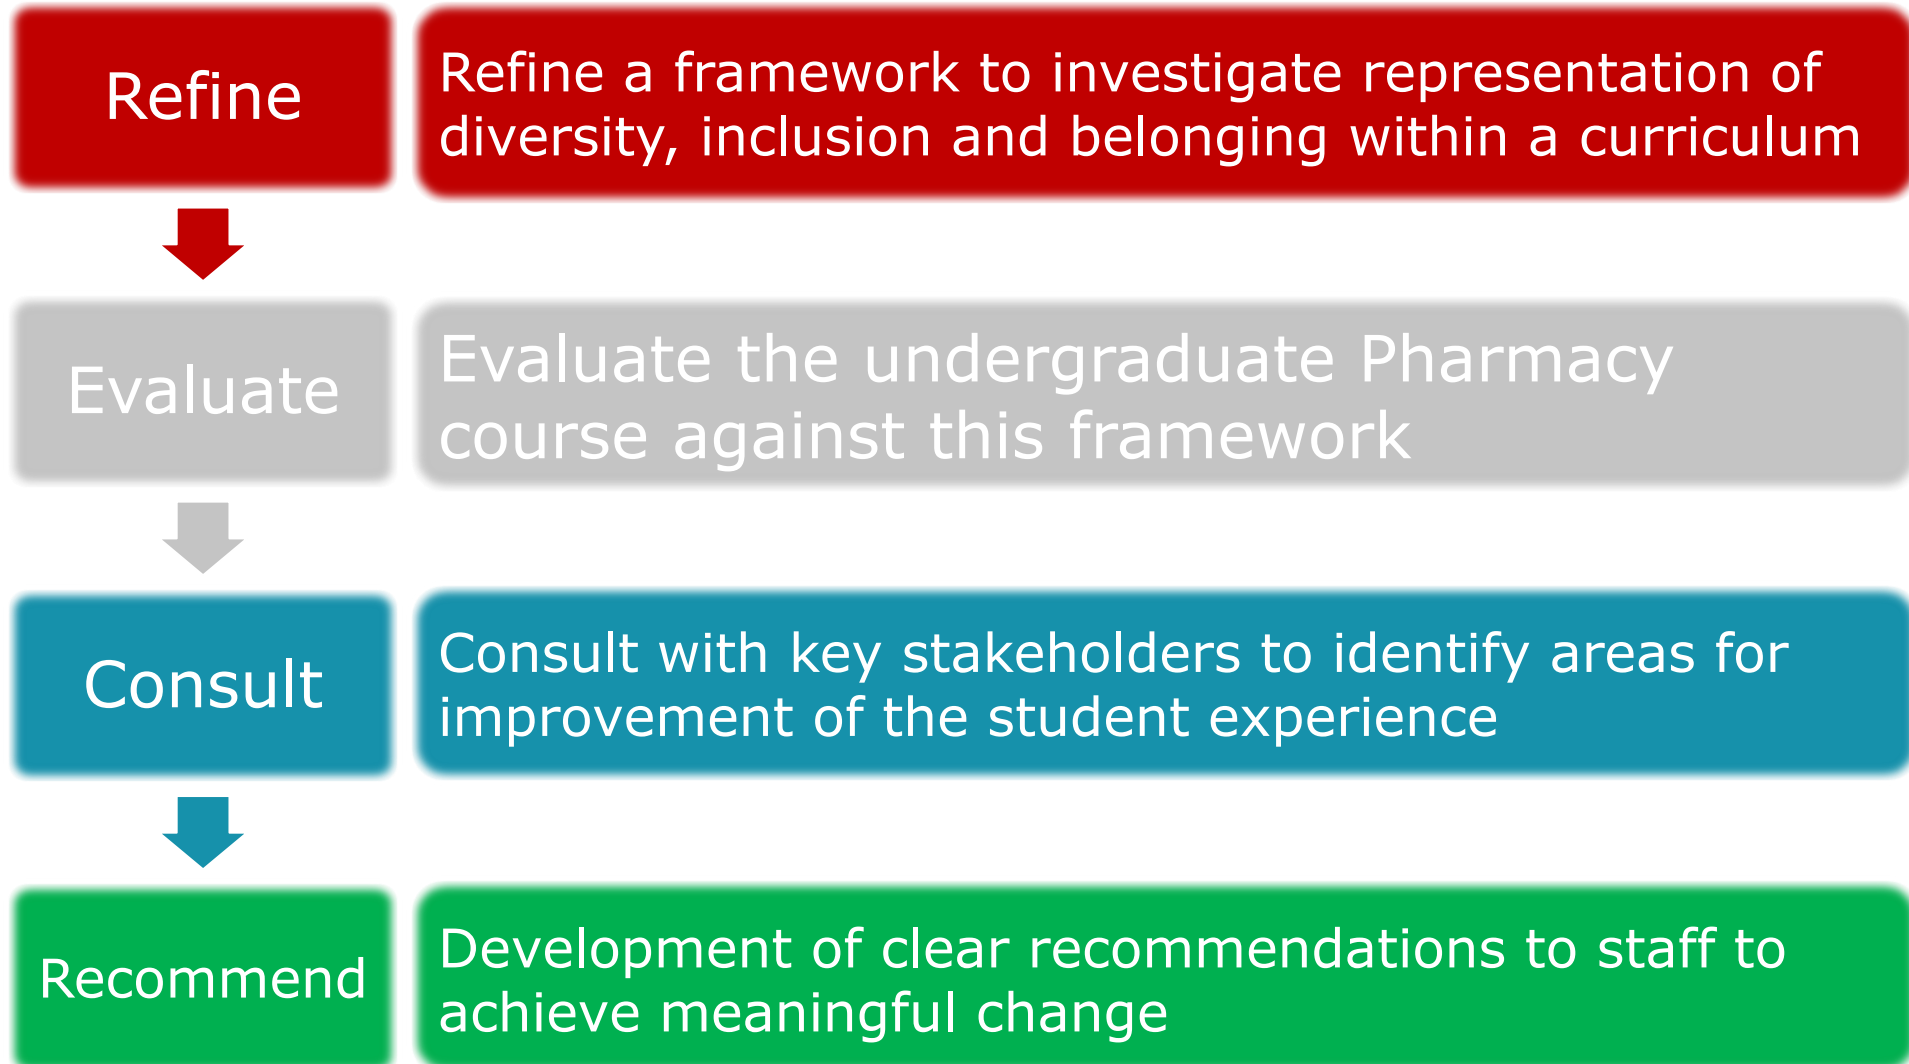 Refine
Refine a framework to investigate representation of
diversity, inclusion and belonging within a curriculum
Evaluate
Evaluate the undergraduate Pharmacy
course against this framework
Consult
Consult with key stakeholders to identify areas for
improvement of the student experience
Recommend
Development of clear recommendations to staff to
achieve meaningful change